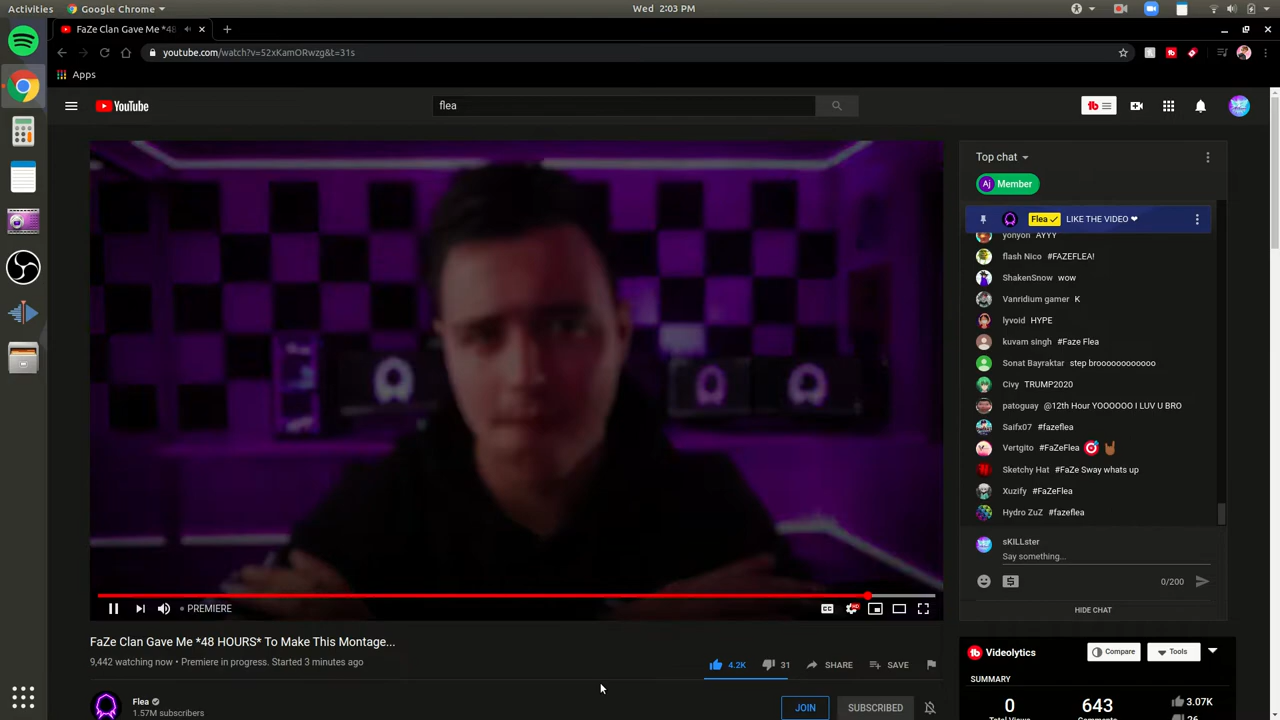 Activities
Google Chrome
Wed 2:03 PM
FaZe Clan Gave Me *48
youtube.com/watch?v=52xKamORwzg&t=31s
Apps
YouTube
flea
tb
Top chat
Aj Member
Flea LIKE THE VIDEO ❤
yonyon AYYY
flash Nico #FAZEFLEA!
ShakenSnow wow
Vanridium gamer K
lyvoid HYPE
kuvam singh #Faze Flea
Sonat Bayraktar step brooooooooooo
Civy TRUMP2020
patoguay @12th Hour YOOOOOO I LUV U BRO
Saifx07 #fazeflea
Vertgito #FaZeFlea 🎯 🤘🏾
Sketchy Hat #FaZe Sway whats up
Xuzify #FaZeFlea
Hydro ZuZ #fazeflea
sKILLster
Say something...
0/200
HIDE CHAT
PREMIERE
CC
HD
FaZe Clan Gave Me *48 HOURS* To Make This Montage...
9,442 watching now • Premiere in progress. Started 3 minutes ago
4.2K
31
SHARE
SAVE
Flea
1.57M subscribers
JOIN
SUBSCRIBED
tb Videolytics
Compare
Tools
SUMMARY
0
643
3.07K